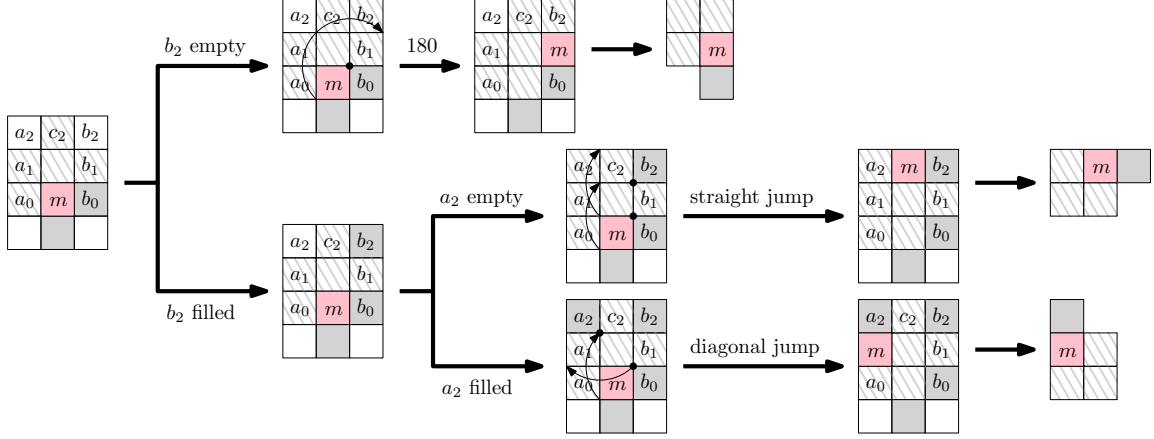 a₂ c₂ b₂
a₁ b₁
a₀ m b₀
b₂ empty
a₂ c₂ b₂
a₁ b₁
a₀ m b₀
180
a₂ c₂ b₂
a₁ m
a₀ b₀
m
b₂ filled
a₂ c₂ b₂
a₁ b₁
a₀ m b₀
a₂ empty
a₂ c₂ b₂
a₁ b₁
a₀ m b₀
straight jump
a₂ m b₂
a₁ b₁
a₀ b₀
m
a₂ filled
a₂ c₂ b₂
a₁ b₁
a₀ m b₀
diagonal jump
a₂ c₂ b₂
m b₁
a₀ b₀
m